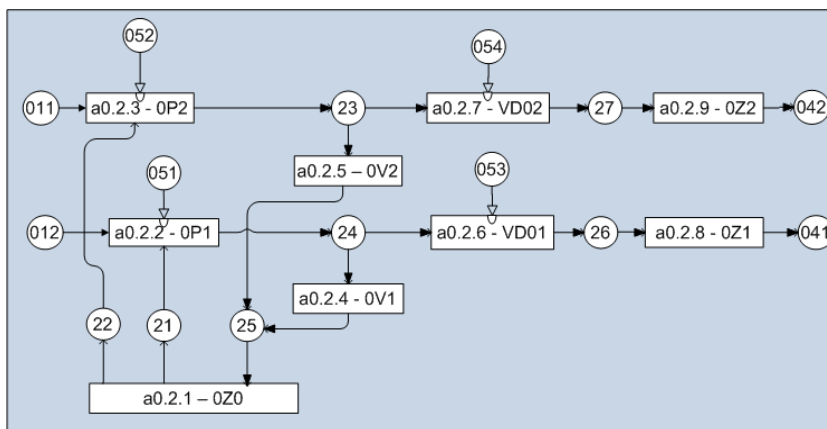 052
054
011
a0.2.3 - 0P2
23
a0.2.7 - VD02
27
a0.2.9 - 0Z2
042
051
a0.2.5 – 0V2
053
012
a0.2.2 - 0P1
24
a0.2.6 - VD01
26
a0.2.8 - 0Z1
041
a0.2.4 - 0V1
22
21
25
a0.2.1 – 0Z0